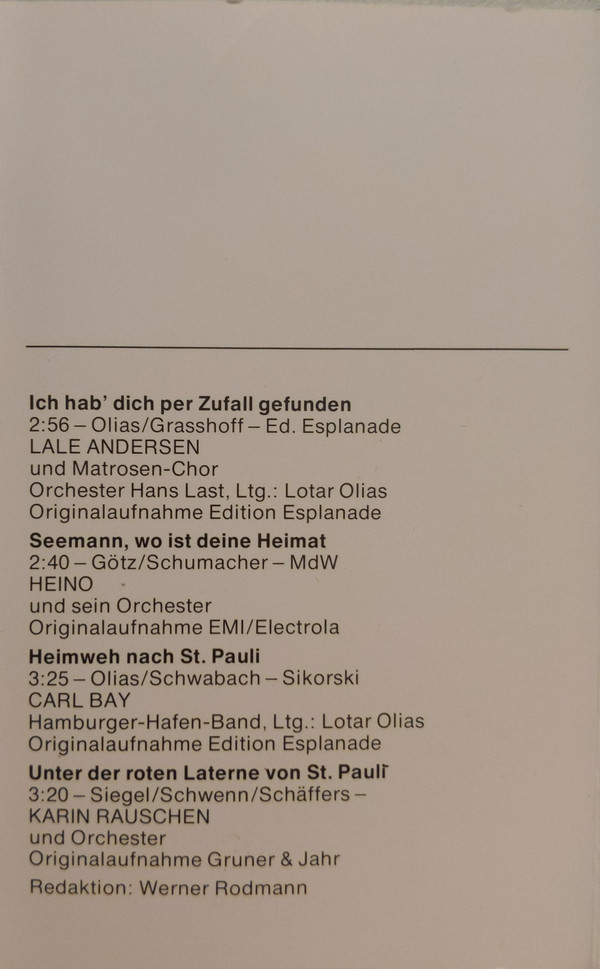 Ich hab' dich per Zufall gefunden
2:56 – Olias/Grasshoff – Ed. Esplanade
LALE ANDERSEN
und Matrosen-Chor
Orchester Hans Last, Ltg.: Lotar Olias
Originalaufnahme Edition Esplanade
Seemann, wo ist deine Heimat
2:40 – Götz/Schumacher – MdW
HEINO
und sein Orchester
Originalaufnahme EMI/Electrola
Heimweh nach St. Pauli
3:25 – Olias/Schwabach – Sikorski
CARL BAY
Hamburger-Hafen-Band, Ltg.: Lotar Olias
Originalaufnahme Edition Esplanade
Unter der roten Laterne von St. Pauli
3:20 – Siegel/Schwenn/Schäffers –
KARIN RAUSCHEN
und Orchester
Originalaufnahme Gruner & Jahr
Redaktion: Werner Rodmann